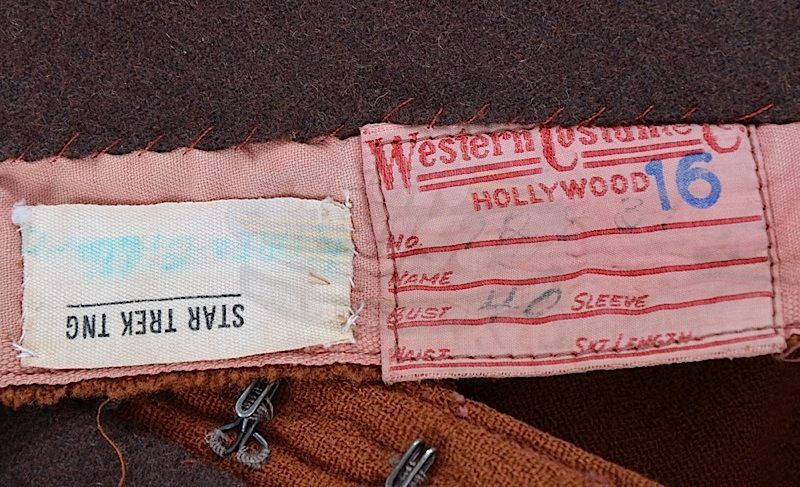 STAR TREK TNG
Western Costume Co.
HOLLYWOOD 16
NO.
NAME
BUST 40 SLEEVE
WAIST SKT LENGTH